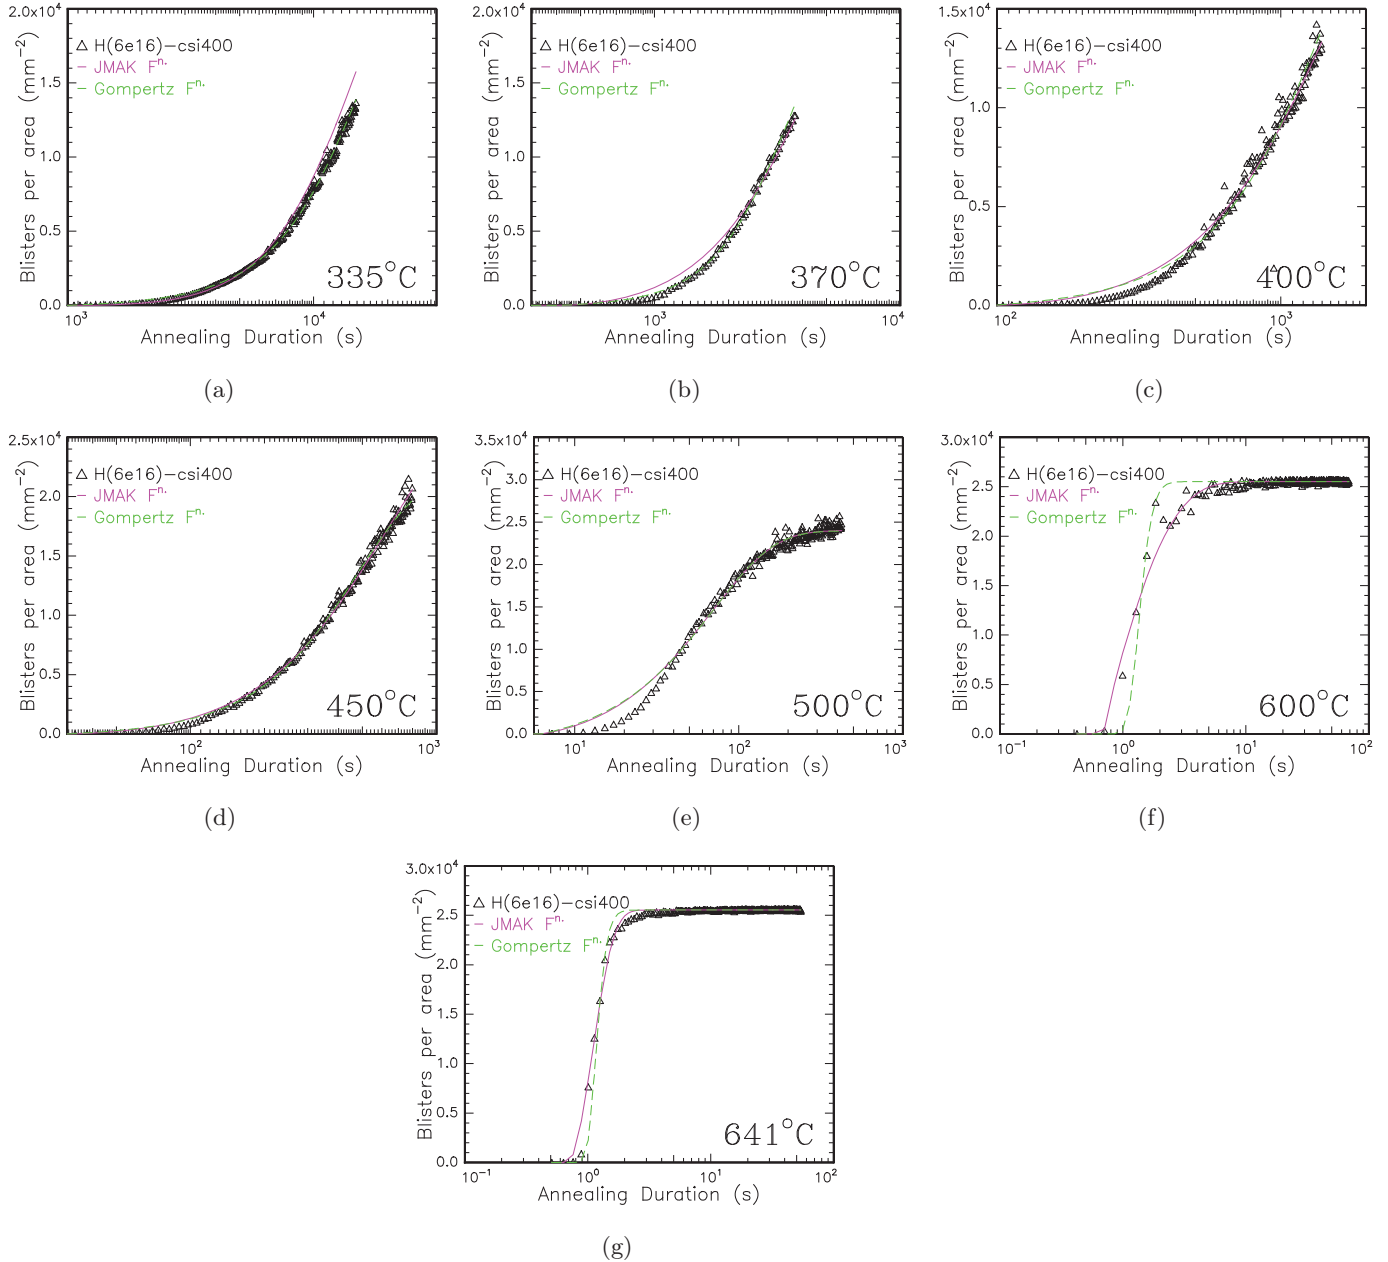 2.0x10⁴
1.5
1.0
0.5
0.0
Blisters per area (mm⁻²)
△ H(6e16)−csi400
— JMAK Fⁿ·
— Gompertz Fⁿ·
335°C
10³
10⁴
Annealing Duration (s)
(a)
2.0x10⁴
1.5
1.0
0.5
0.0
Blisters per area (mm⁻²)
△ H(6e16)−csi400
— JMAK Fⁿ·
— Gompertz Fⁿ·
370°C
10³
10⁴
Annealing Duration (s)
(b)
1.5x10⁴
1.0
0.5
0.0
Blisters per area (mm⁻²)
△ H(6e16)−csi400
— JMAK Fⁿ·
— Gompertz Fⁿ·
400°C
10²
10³
Annealing Duration (s)
(c)
2.5x10⁴
2.0
1.5
1.0
0.5
0.0
Blisters per area (mm⁻²)
△ H(6e16)−csi400
— JMAK Fⁿ·
— Gompertz Fⁿ·
450°C
10²
10³
Annealing Duration (s)
(d)
3.5x10⁴
3.0
2.5
2.0
1.5
1.0
0.5
0.0
Blisters per area (mm⁻²)
△ H(6e16)−csi400
— JMAK Fⁿ·
— Gompertz Fⁿ·
500°C
10¹
10²
10³
Annealing Duration (s)
(e)
3.0x10⁴
2.5
2.0
1.5
1.0
0.5
0.0
Blisters per area (mm⁻²)
△ H(6e16)−csi400
— JMAK Fⁿ·
— Gompertz Fⁿ·
600°C
10⁻¹
10⁰
10¹
10²
Annealing Duration (s)
(f)
3.0x10⁴
2.5
2.0
1.5
1.0
0.5
0.0
Blisters per area (mm⁻²)
△ H(6e16)−csi400
— JMAK Fⁿ·
— Gompertz Fⁿ·
641°C
10⁻¹
10⁰
10¹
10²
Annealing Duration (s)
(g)